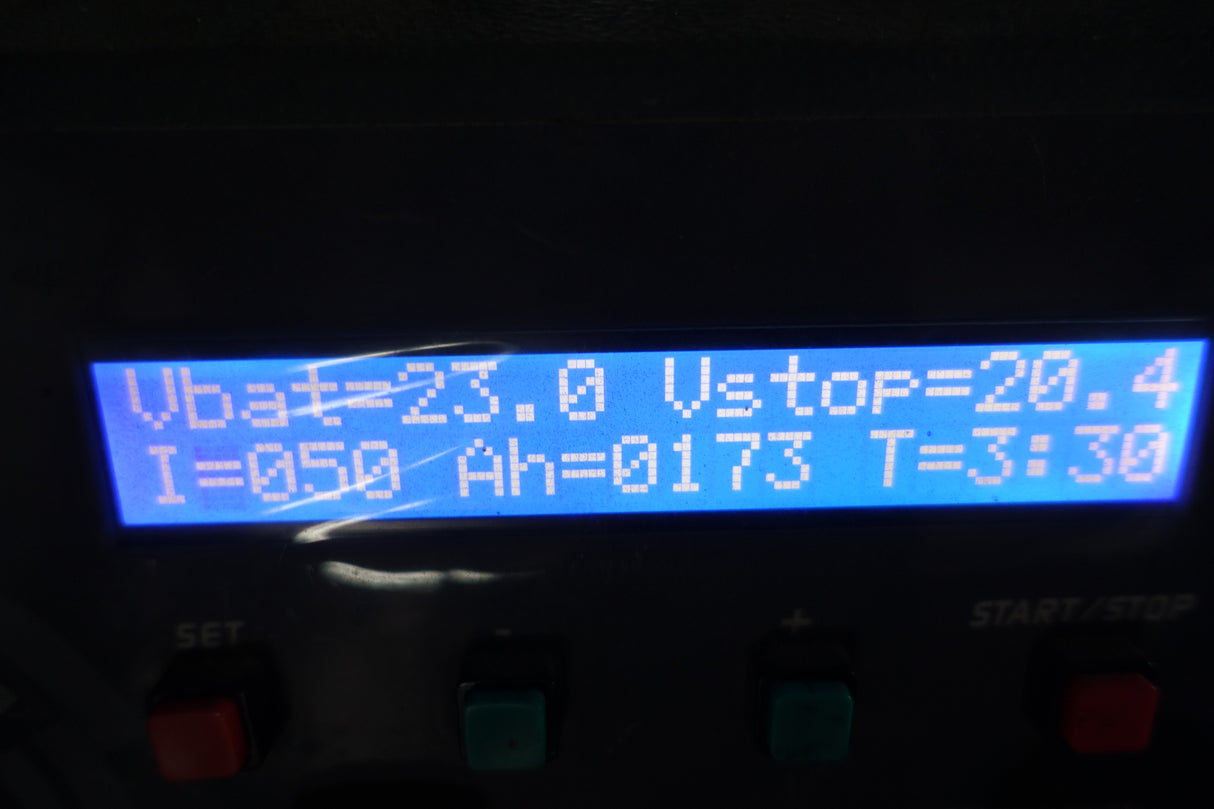 Vbat=23.0 Vstop=20.4
I=050 Ah=0173 T=3:30
SET - + START/STOP